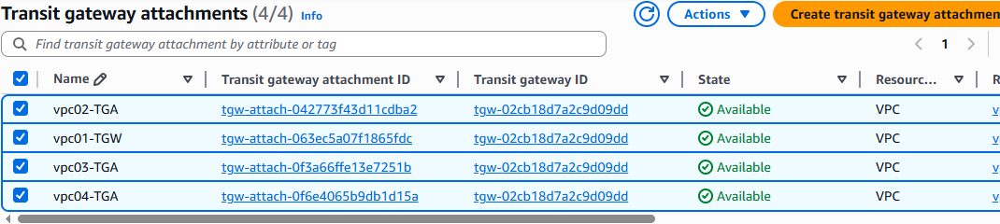 Transit gateway attachments (4/4) Info Actions Create transit gateway attachmen
Find transit gateway attachment by attribute or tag 1
Name Transit gateway attachment ID Transit gateway ID State Resourc... R
vpc02-TGA tgw-attach-042773f43d11cdba2 tgw-02cb18d7a2c9d09dd Available VPC v
vpc01-TGW tgw-attach-063ec5a07f1865fdc tgw-02cb18d7a2c9d09dd Available VPC v
vpc03-TGA tgw-attach-0f3a66ffe13e7251b tgw-02cb18d7a2c9d09dd Available VPC v
vpc04-TGA tgw-attach-0f6e4065b9db1d15a tgw-02cb18d7a2c9d09dd Available VPC v